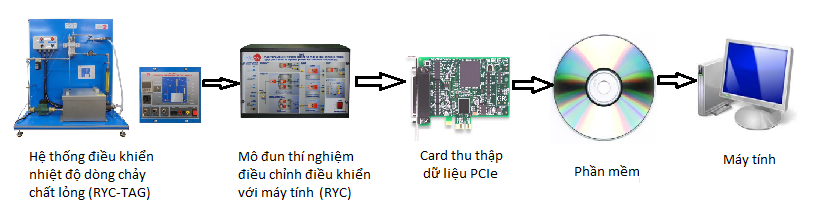 Hệ thống điều khiển
nhiệt độ dòng chảy
chất lỏng (RYC-TAG)
Mô đun thí nghiệm
điều chỉnh điều khiển
với máy tính (RYC)
Card thu thập
dữ liệu PCIe
Phần mềm
Máy tính